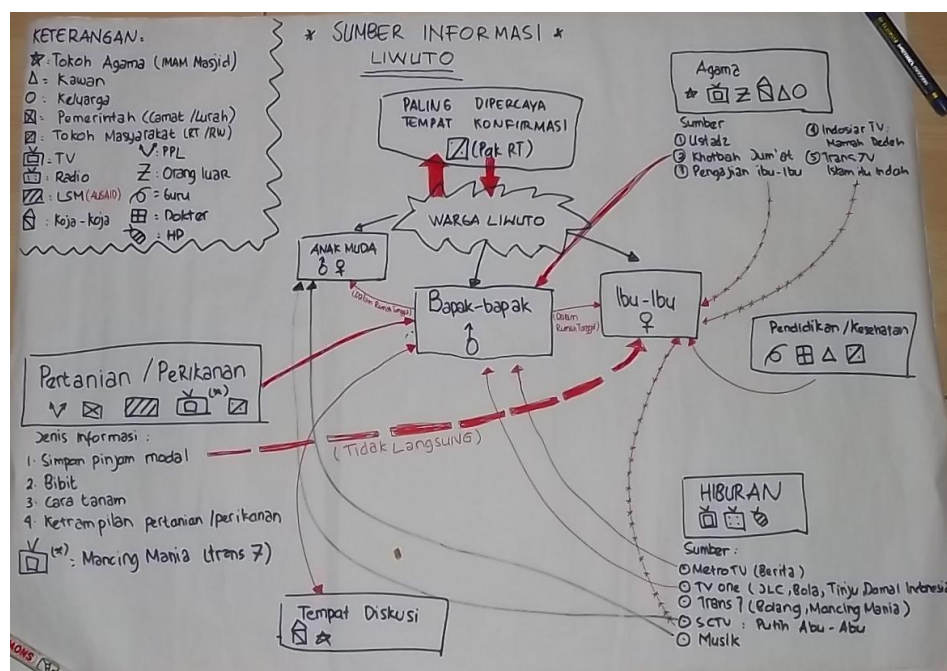 KETERANGAN:
: Tokoh Agama (IMAM Masjid)
= Kawan
= Keluarga
= Pemerintah (Camat/Lurah)
= Tokoh Masyarakat (RT/RW)
= TV
= Radio
: LSM (AUSAID)
: Koja-koja
: PPL
Z : Orang luar
: Guru
: Dokter
: HP
* SUMBER INFORMASI *
LIWUTO
PALING DIPERCAYA
TEMPAT KONFIRMASI
(Pak RT)
WARGA LIWUTO
ANAK MUDA
Bapak-bapak
Ibu-Ibu
(Dalam Rumah Tangga)
(Dalam
Rumah Tangga)
Agama
Z
Sumber
① Ustadz
② Khotbah Jum'at
③ Pengajian ibu-Ibu
④ Indosiar TV:
Mamah Dedeh
⑤ Trans TV
Islam itu Indah
Pendidikan/Kesehatan
Pertanian / Perikanan
(*)
Jenis Informasi :
1. Simpan pinjam modal
2. Bibit
3. Cara tanam
4. Ketrampilan pertanian/perikanan
(*) : Mancing Mania (trans 7)
(Tidak LangsUNG)
HIBURAN
Sumber :
MetroTV (Berita)
TV one (JLC, Bola, Tinju, Damai Indonesia
Trans 7 (Bolang, Mancing Mania)
SCTV : Putih Abu-Abu
Musik
Tempat Diskusi